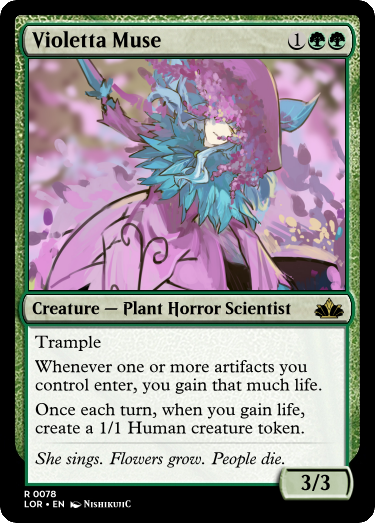 Violetta Muse 1
Creature — Plant Horror Scientist
Trample
Whenever one or more artifacts you
control enter, you gain that much life.
Once each turn, when you gain life,
create a 1/1 Human creature token.
She sings. Flowers grow. People die.
3/3
R 0078
LOR • EN NISHIKUJIC